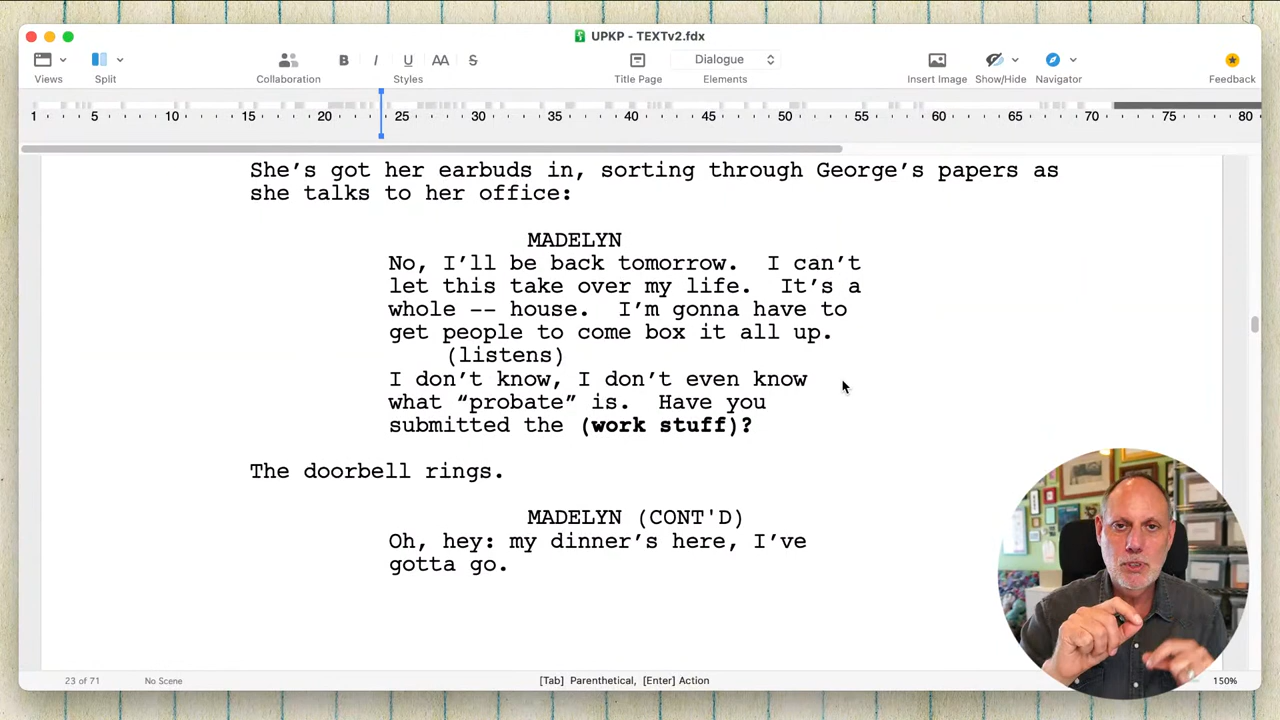 UPKP - TEXTv2.fdx
B I U AA S Dialogue
Views Split Collaboration Styles Title Page Elements Insert Image Show/Hide Navigator Feedback
1 5 10 15 20 25 30 35 40 45 50 55 60 65 70 75 80
She’s got her earbuds in, sorting through George’s papers as
she talks to her office:
MADELYN
No, I’ll be back tomorrow.  I can’t
let this take over my life.  It’s a
whole -- house.  I’m gonna have to
get people to come box it all up.
(listens)
I don’t know, I don’t even know
what “probate” is.  Have you
submitted the (work stuff)?
The doorbell rings.
MADELYN (CONT'D)
Oh, hey: my dinner’s here, I’ve
gotta go.
23 of 71 No Scene [Tab] Parenthetical, [Enter] Action 150%